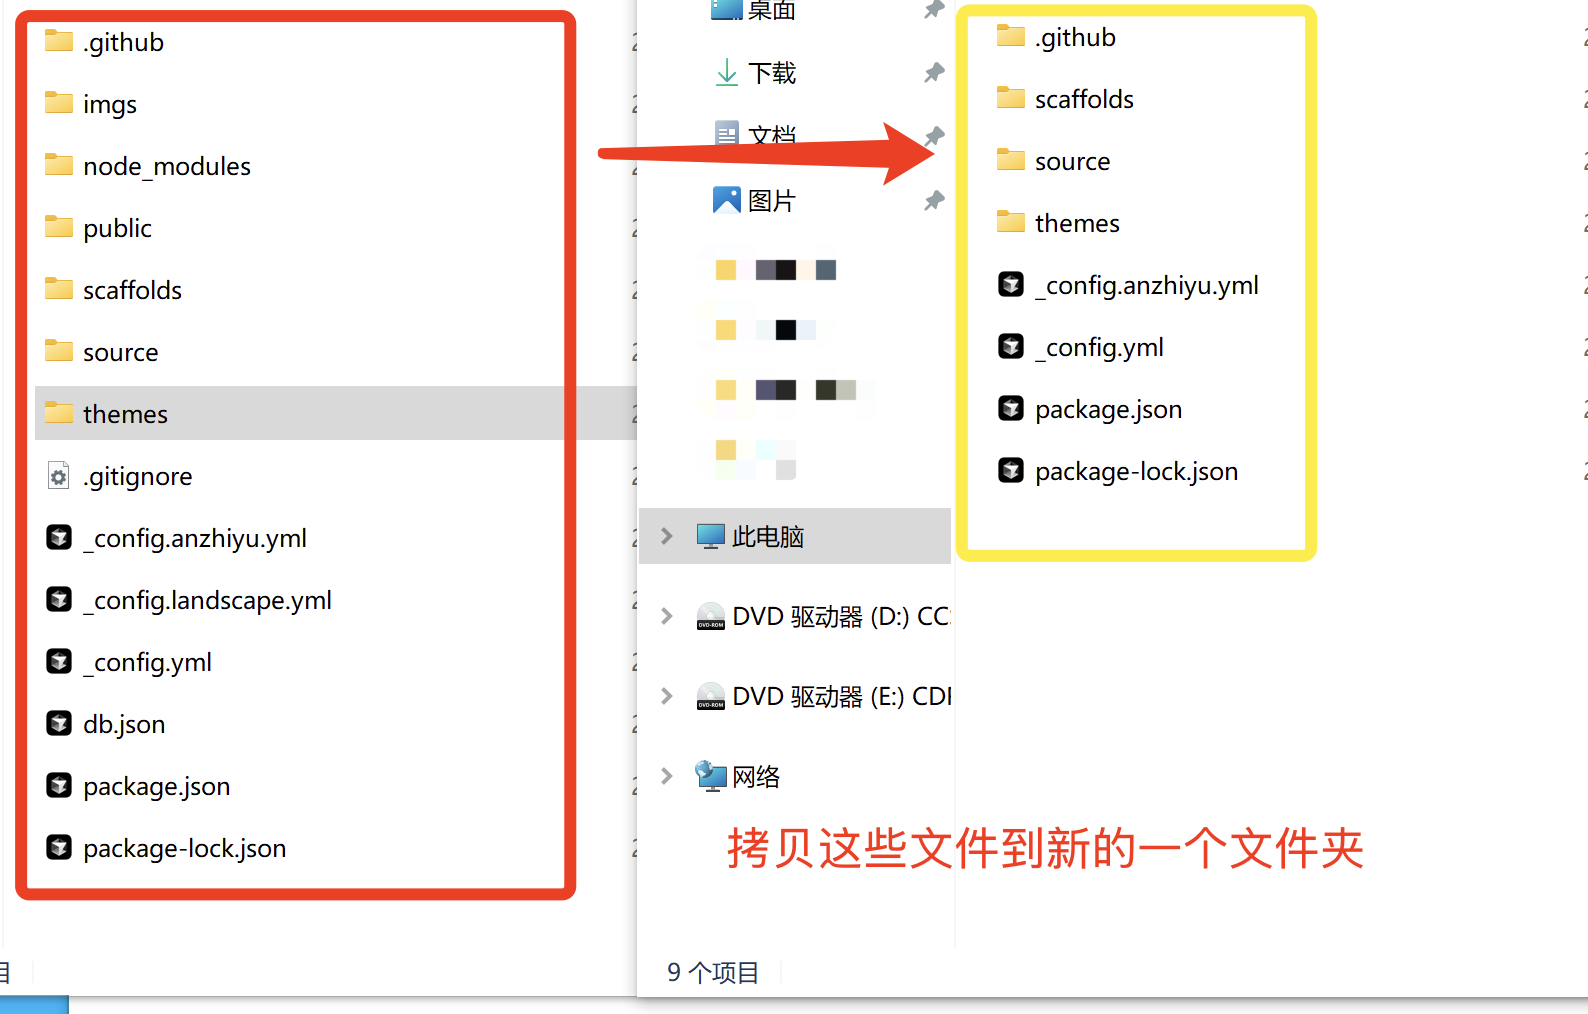 .github
imgs
node_modules
public
scaffolds
source
themes
.gitignore
_config.anzhiyu.yml
_config.landscape.yml
_config.yml
db.json
package.json
package-lock.json
桌面
下载
文档
图片
此电脑
DVD 驱动器 (D:) CC
DVD 驱动器 (E:) CD
网络
.github
scaffolds
source
themes
_config.anzhiyu.yml
_config.yml
package.json
package-lock.json
拷贝这些文件到新的一个文件夹
9 个项目